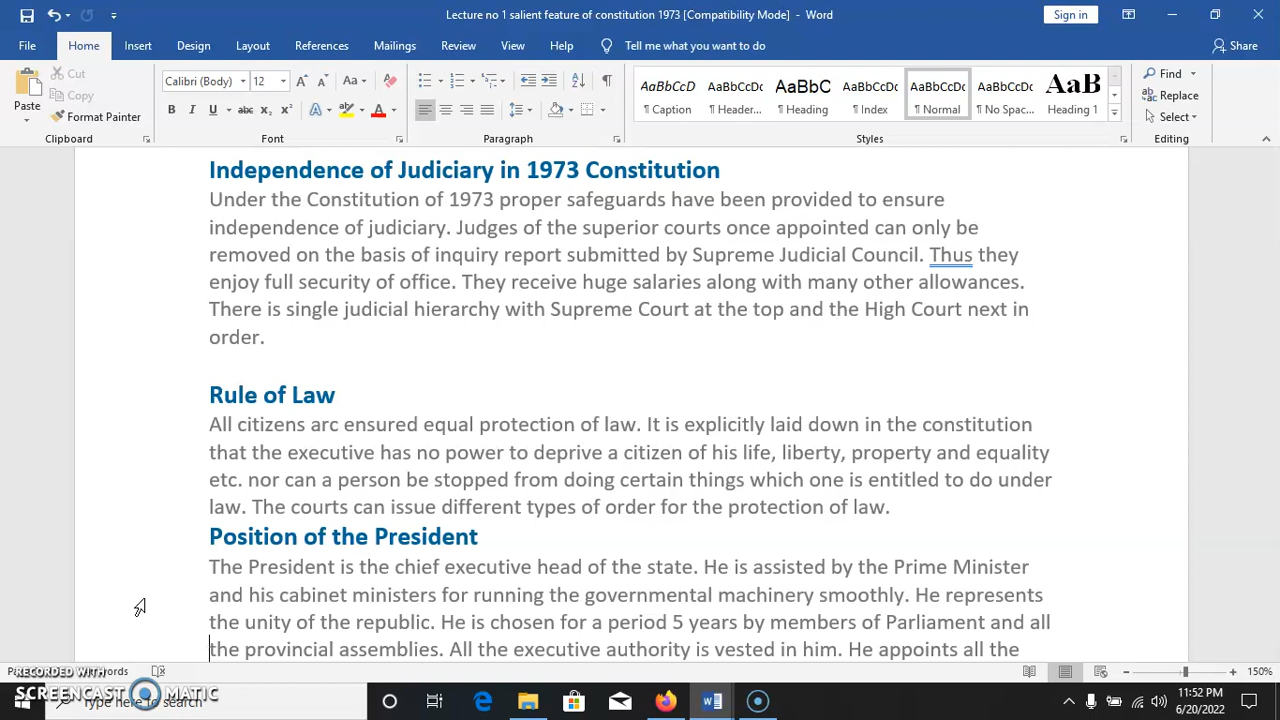 Lecture no 1 salient feature of constitution 1973 [Compatibility Mode] - Word
Sign in
File Home Insert Design Layout References Mailings Review View Help Tell me what you want to do Share
Paste
Cut
Copy
Format Painter
Clipboard
Calibri (Body) 12
Font
Paragraph
AaBbCcD AaBbCcDc AaBbC AaBbCcDc AaBbCcDc AaBbCcDc AaB
¶ Caption ¶ Header... ¶ Heading ¶ Index ¶ Normal ¶ No Spac... Heading 1
Styles
Find
Replace
Select
Editing
Independence of Judiciary in 1973 Constitution
Under the Constitution of 1973 proper safeguards have been provided to ensure
independence of judiciary. Judges of the superior courts once appointed can only be
removed on the basis of inquiry report submitted by Supreme Judicial Council. Thus they
enjoy full security of office. They receive huge salaries along with many other allowances.
There is single judicial hierarchy with Supreme Court at the top and the High Court next in
order.
Rule of Law
All citizens arc ensured equal protection of law. It is explicitly laid down in the constitution
that the executive has no power to deprive a citizen of his life, liberty, property and equality
etc. nor can a person be stopped from doing certain things which one is entitled to do under
law. The courts can issue different types of order for the protection of law.
Position of the President
The President is the chief executive head of the state. He is assisted by the Prime Minister
and his cabinet ministers for running the governmental machinery smoothly. He represents
the unity of the republic. He is chosen for a period 5 years by members of Parliament and all
the provincial assemblies. All the executive authority is vested in him. He appoints all the
words
150%
RECORDED WITH
SCREENCAST MATIC
Type here to search
11:52 PM
6/20/2022